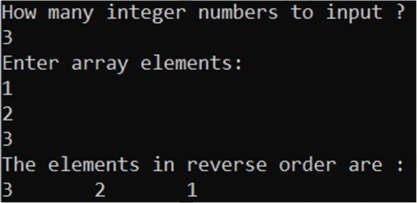 How many integer numbers to input ?
3
Enter array elements:
1
2
3
The elements in reverse order are :
3       2       1